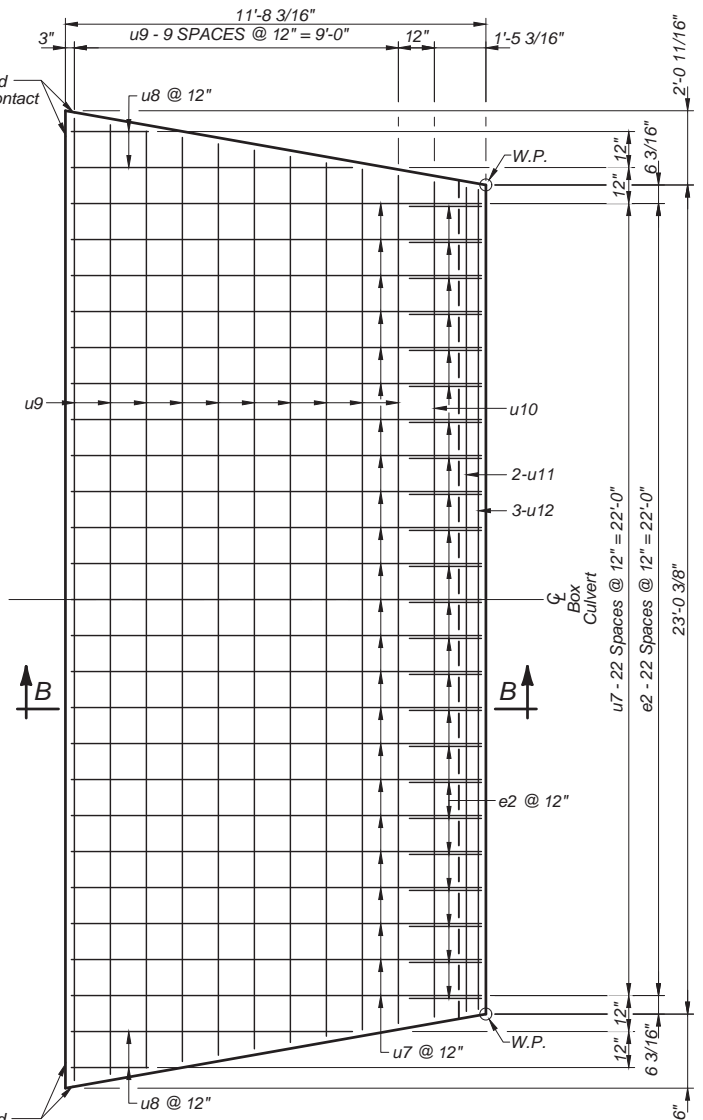 11'-8 3/16"
3"
u9 - 9 SPACES @ 12" = 9'-0"
12"
1'-5 3/16"
2'-0 11/16"
ontact
u8 @ 12"
12"
6 3/16"
W.P.
12"
u9
u10
2-u11
3-u12
℄
Box
Culvert
u7 - 22 Spaces @ 12" = 22'-0"
e2 - 22 Spaces @ 12" = 22'-0"
23'-0 3/8"
B
B
e2 @ 12"
12"
6 3/16"
W.P.
12"
u7 @ 12"
u8 @ 12"
6"